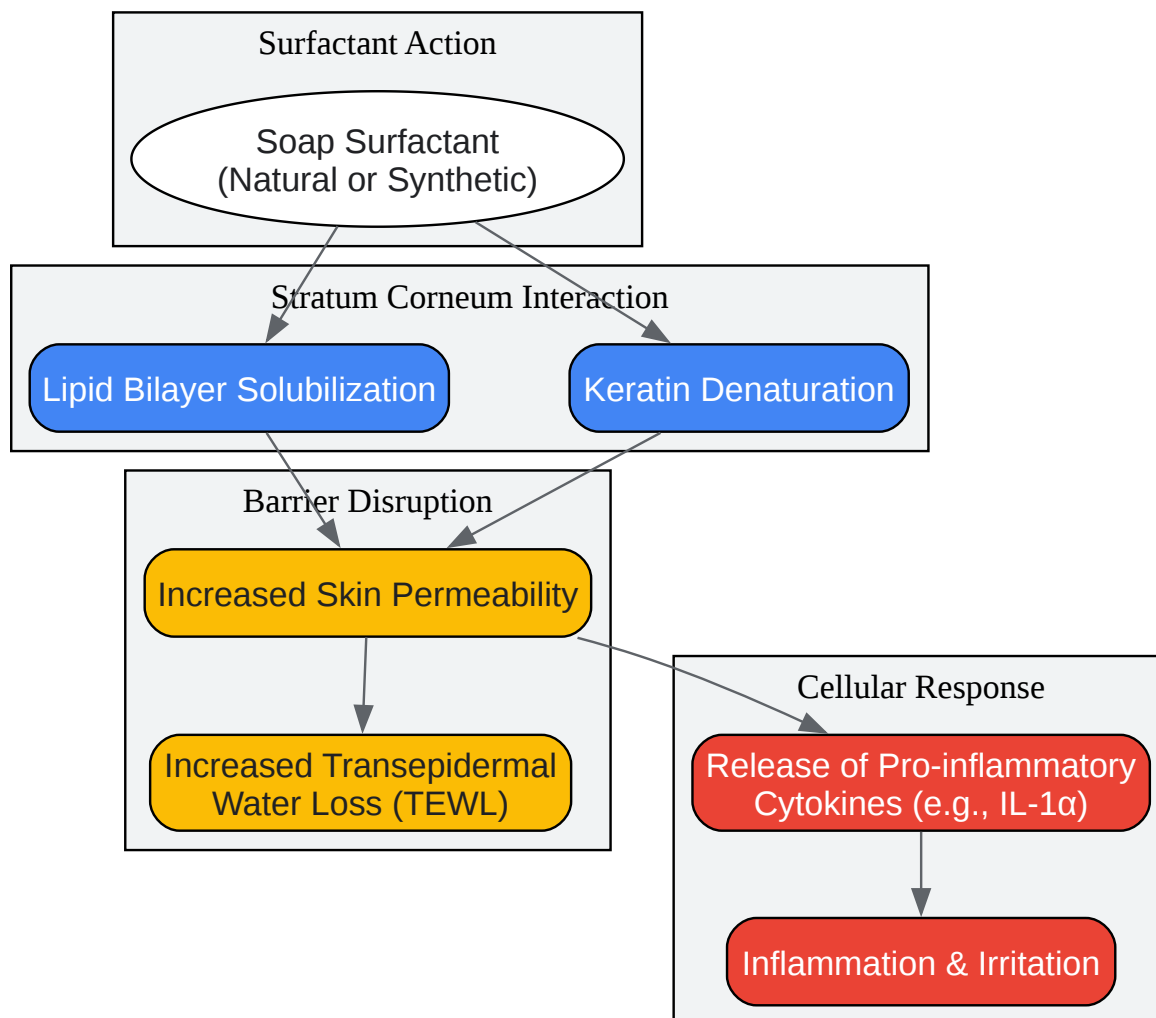 Surfactant Action
Soap Surfactant
(Natural or Synthetic)
Stratum Corneum Interaction
Lipid Bilayer Solubilization
Keratin Denaturation
Barrier Disruption
Increased Skin Permeability
Increased Transepidermal
Water Loss (TEWL)
Cellular Response
Release of Pro-inflammatory
Cytokines (e.g., IL-1α)
Inflammation & Irritation